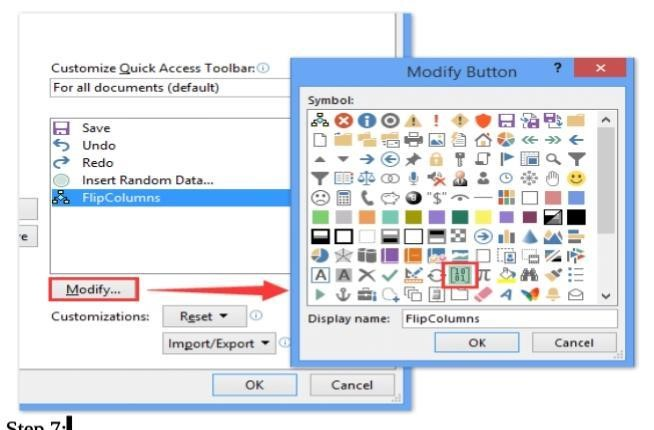 Customize Quick Access Toolbar:
For all documents (default)
Save
Undo
Redo
Insert Random Data...
FlipColumns
Modify...
Customizations:
Reset
Import/Export
OK
Cancel
Modify Button
?
×
Symbol:
Display name:
FlipColumns
OK
Cancel
Step 7: